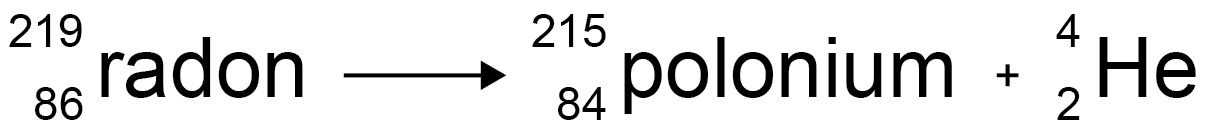 219 86 radon → 215 84 polonium + 4 2 He